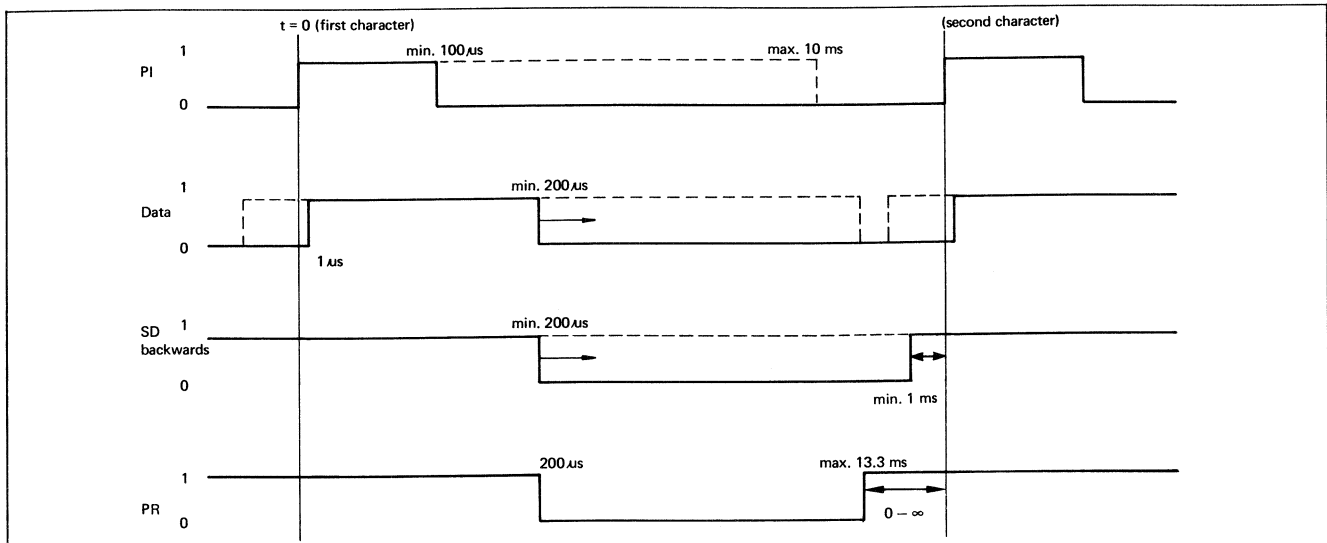 t = 0 (first character)
(second character)
1
min. 100 µs
max. 10 ms
PI
0
1
min. 200 µs
Data
0
1 µs
SD 1
min. 200 µs
backwards
0
min. 1 ms
200 µs
max. 13.3 ms
1
PR
0 – ∞
0